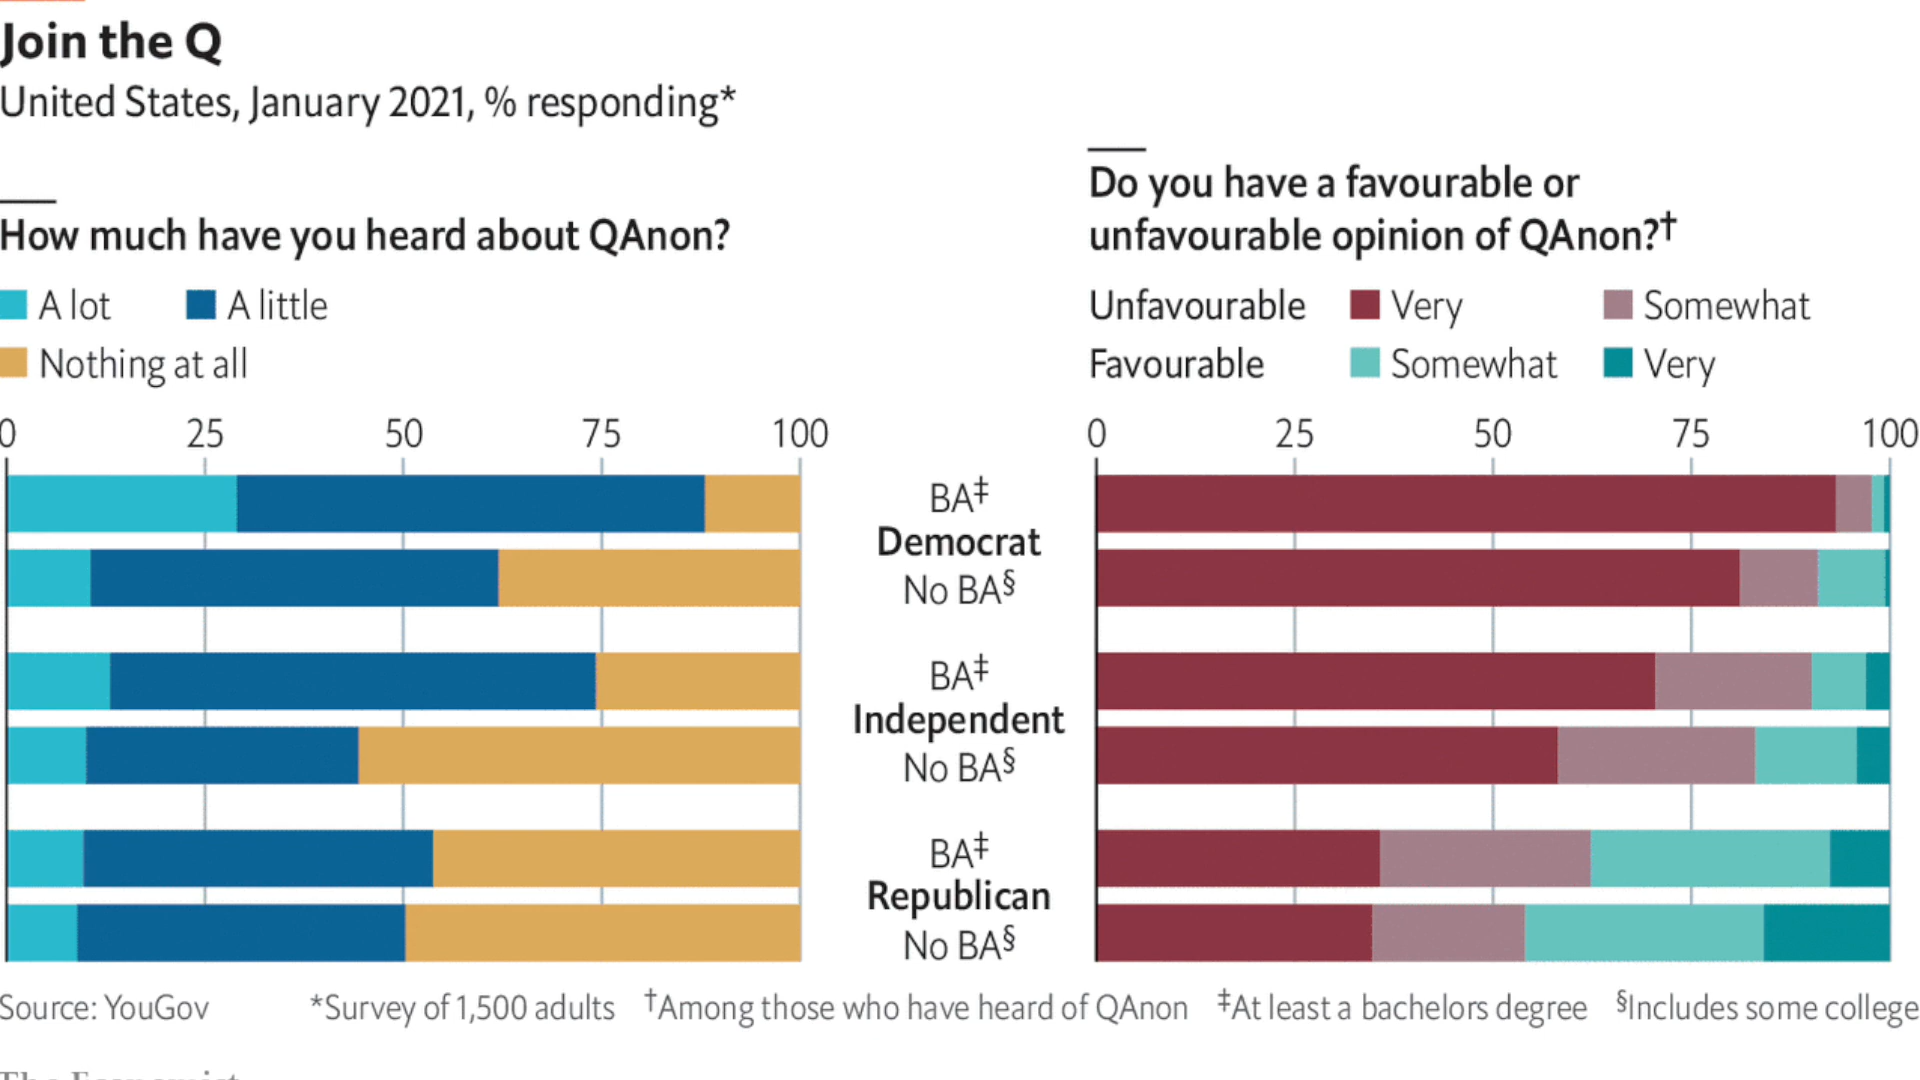 Join the Q
United States, January 2021, % responding*
How much have you heard about QAnon?
A lot A little
Nothing at all
0 25 50 75 100
Do you have a favourable or
unfavourable opinion of QAnon?†
Unfavourable Very Somewhat
Favourable Somewhat Very
0 25 50 75 100
BA‡
Democrat
No BA§
BA‡
Independent
No BA§
BA‡
Republican
No BA§
Source: YouGov *Survey of 1,500 adults †Among those who have heard of QAnon ‡At least a bachelors degree §Includes some college
The Economist